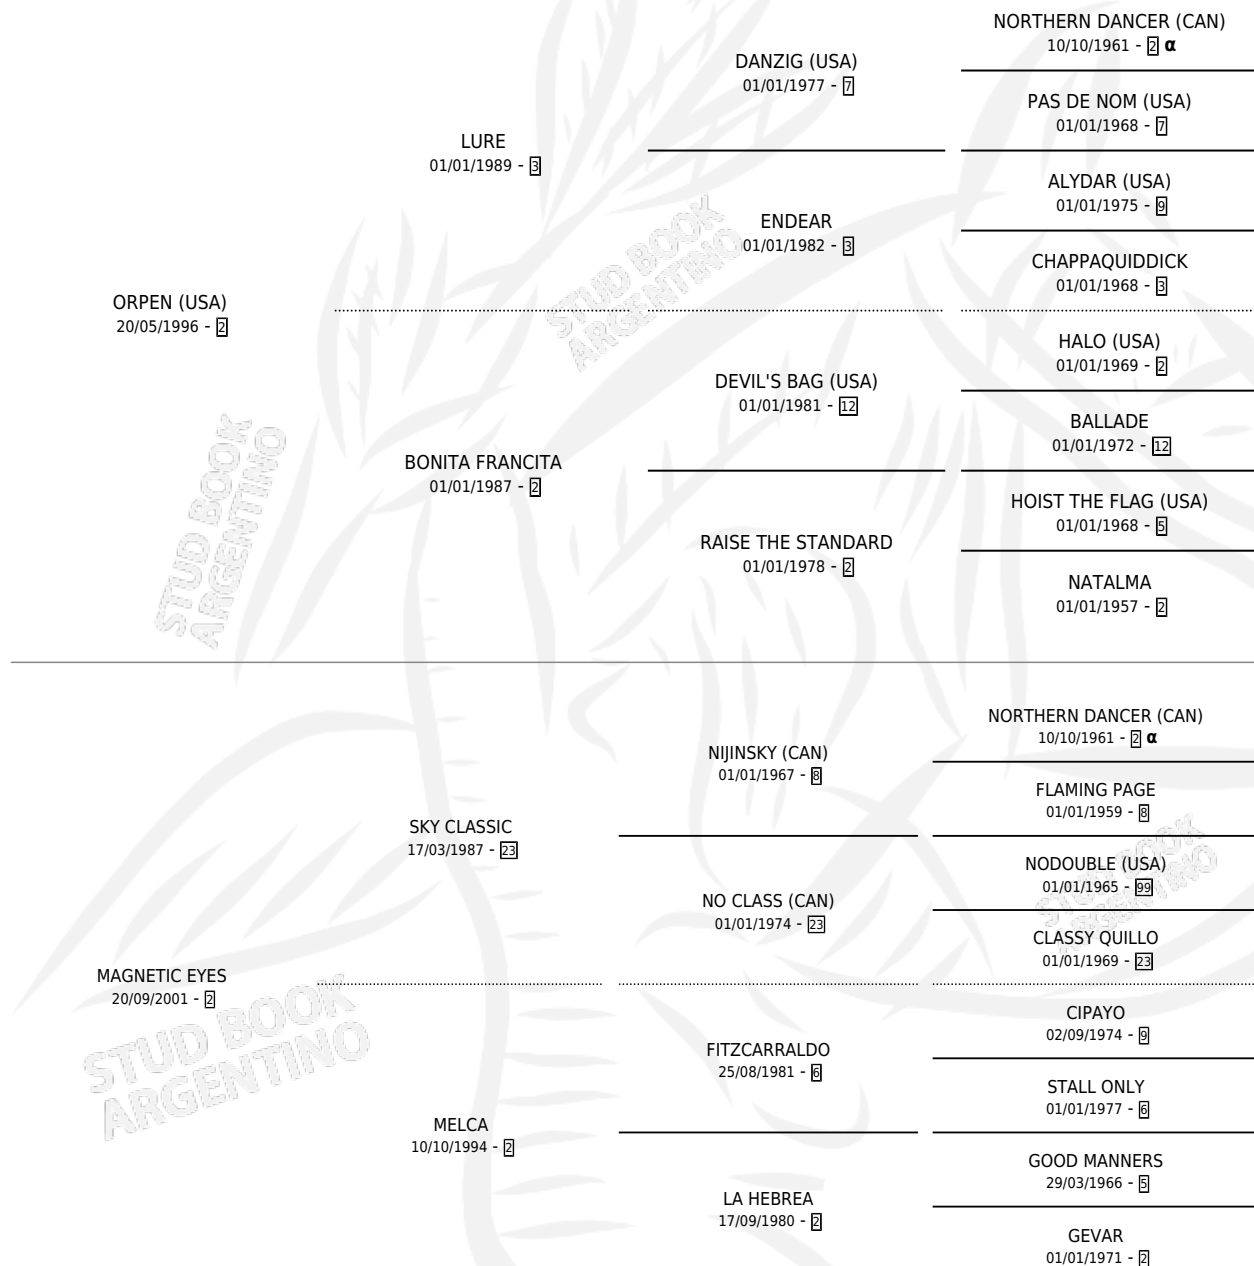 NORTHERN DANCER (CAN)
10/10/1961 - 2 α
DANZIG (USA)
01/01/1977 - 7
PAS DE NOM (USA)
01/01/1968 - 7
LURE
01/01/1989 - 3
ALYDAR (USA)
01/01/1975 - 9
ENDEAR
01/01/1982 - 3
CHAPPAQUIDDICK
01/01/1968 - 3
ORPEN (USA)
20/05/1996 - 2
HALO (USA)
01/01/1969 - 2
DEVIL'S BAG (USA)
01/01/1981 - 12
BALLADE
01/01/1972 - 12
BONITA FRANCITA
01/01/1987 - 2
HOIST THE FLAG (USA)
01/01/1968 - 5
RAISE THE STANDARD
01/01/1978 - 2
NATALMA
01/01/1957 - 2
NORTHERN DANCER (CAN)
10/10/1961 - 2 α
NIJINSKY (CAN)
01/01/1967 - 8
FLAMING PAGE
01/01/1959 - 8
SKY CLASSIC
17/03/1987 - 23
NODOUBLE (USA)
01/01/1965 - 99
NO CLASS (CAN)
01/01/1974 - 23
CLASSY QUILLO
01/01/1969 - 23
MAGNETIC EYES
20/09/2001 - 2
CIPAYO
02/09/1974 - 9
FITZCARRALDO
25/08/1981 - 6
STALL ONLY
01/01/1977 - 6
MELCA
10/10/1994 - 2
GOOD MANNERS
29/03/1966 - 5
LA HEBREA
17/09/1980 - 2
GEVAR
01/01/1971 - 2
STUD BOOK
ARGENTINO
STUD BOOK
ARGENTINO
STUD BOOK
ARGENTINO
STUD BOOK
ARGENTINO